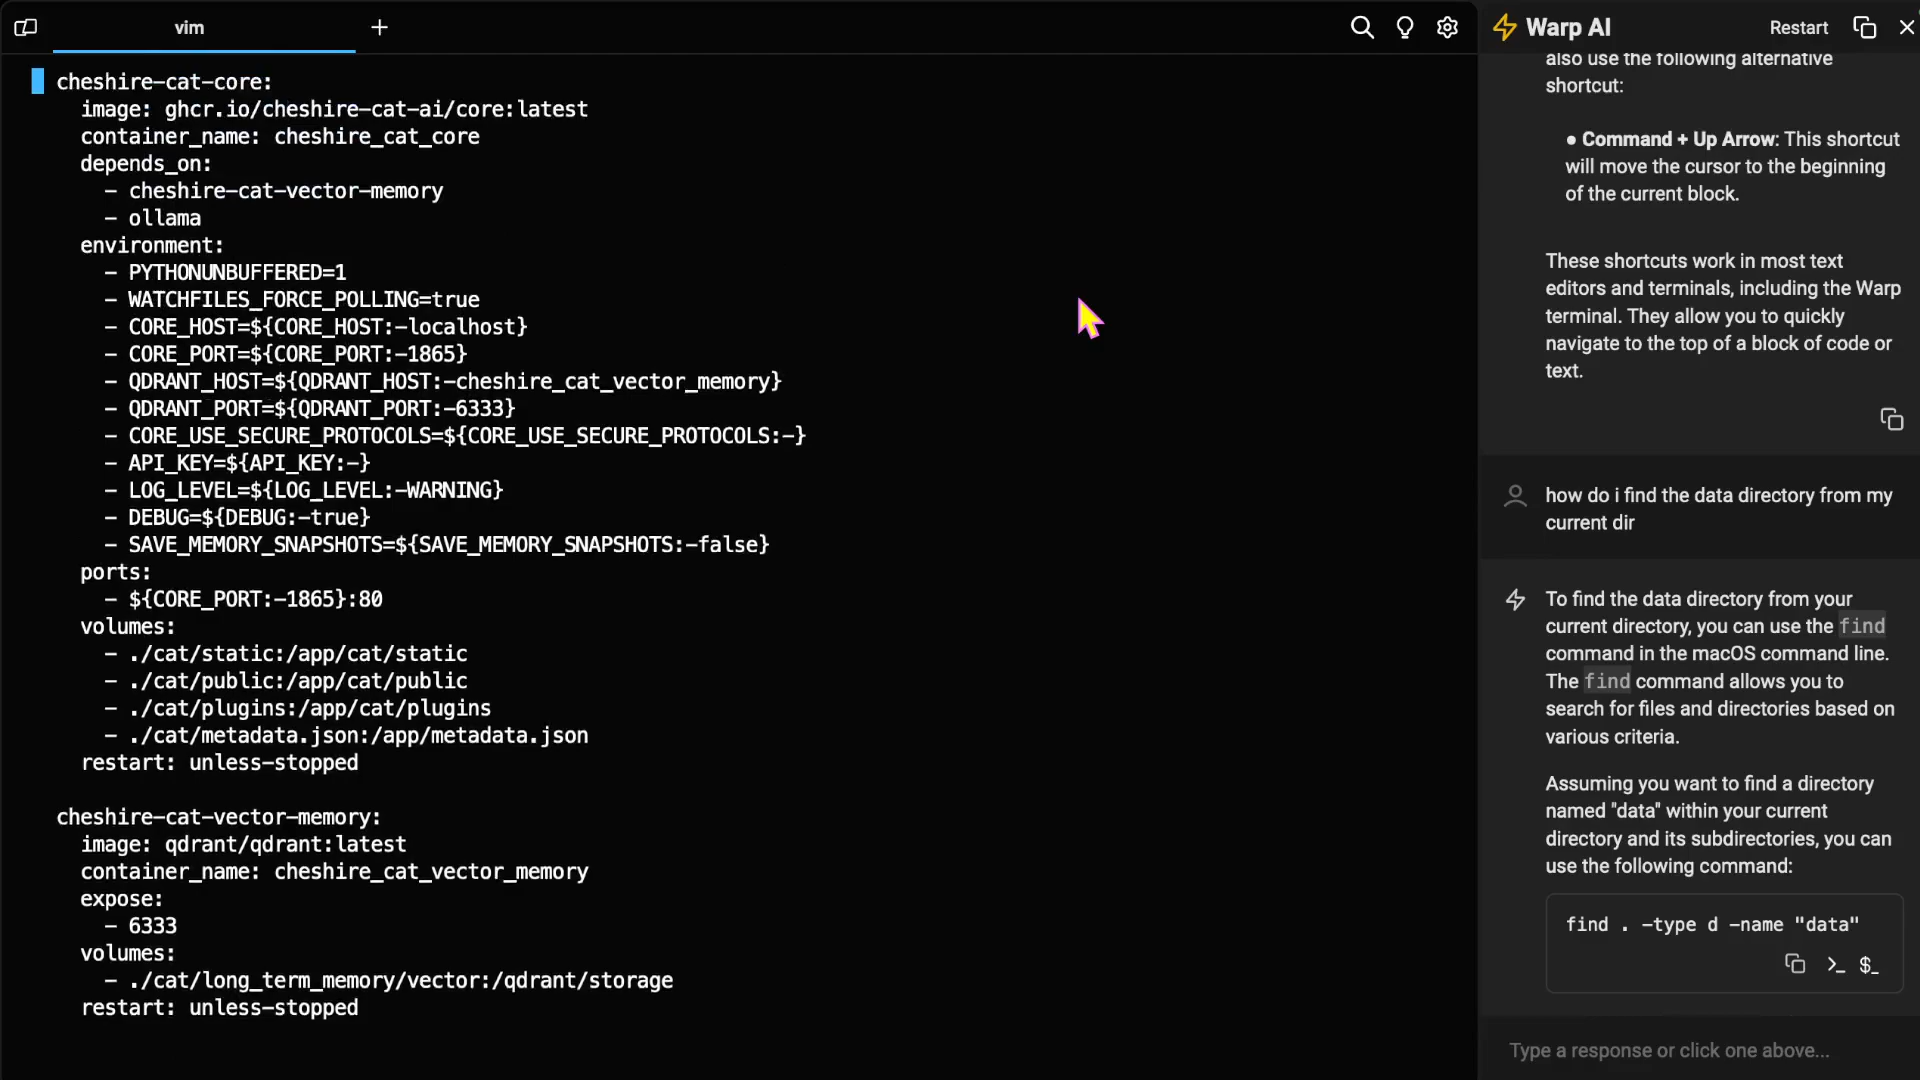 vim
cheshire-cat-core:
image: ghcr.io/cheshire-cat-ai/core:latest
container_name: cheshire_cat_core
depends_on:
- cheshire-cat-vector-memory
- ollama
environment:
- PYTHONUNBUFFERED=1
- WATCHFILES_FORCE_POLLING=true
- CORE_HOST=${CORE_HOST:-localhost}
- CORE_PORT=${CORE_PORT:-1865}
- QDRANT_HOST=${QDRANT_HOST:-cheshire_cat_vector_memory}
- QDRANT_PORT=${QDRANT_PORT:-6333}
- CORE_USE_SECURE_PROTOCOLS=${CORE_USE_SECURE_PROTOCOLS:-}
- API_KEY=${API_KEY:-}
- LOG_LEVEL=${LOG_LEVEL:-WARNING}
- DEBUG=${DEBUG:-true}
- SAVE_MEMORY_SNAPSHOTS=${SAVE_MEMORY_SNAPSHOTS:-false}
ports:
- ${CORE_PORT:-1865}:80
volumes:
- ./cat/static:/app/cat/static
- ./cat/public:/app/cat/public
- ./cat/plugins:/app/cat/plugins
- ./cat/metadata.json:/app/metadata.json
restart: unless-stopped
cheshire-cat-vector-memory:
image: qdrant/qdrant:latest
container_name: cheshire_cat_vector_memory
expose:
- 6333
volumes:
- ./cat/long_term_memory/vector:/qdrant/storage
restart: unless-stopped
Warp AI
Restart
also use the following alternative
shortcut:
● Command + Up Arrow: This shortcut
will move the cursor to the beginning
of the current block.
These shortcuts work in most text
editors and terminals, including the Warp
terminal. They allow you to quickly
navigate to the top of a block of code or
text.
how do i find the data directory from my
current dir
To find the data directory from your
current directory, you can use the find
command in the macOS command line.
The find command allows you to
search for files and directories based on
various criteria.
Assuming you want to find a directory
named "data" within your current
directory and its subdirectories, you can
use the following command:
find . -type d -name "data"
>_ $_
Type a response or click one above...